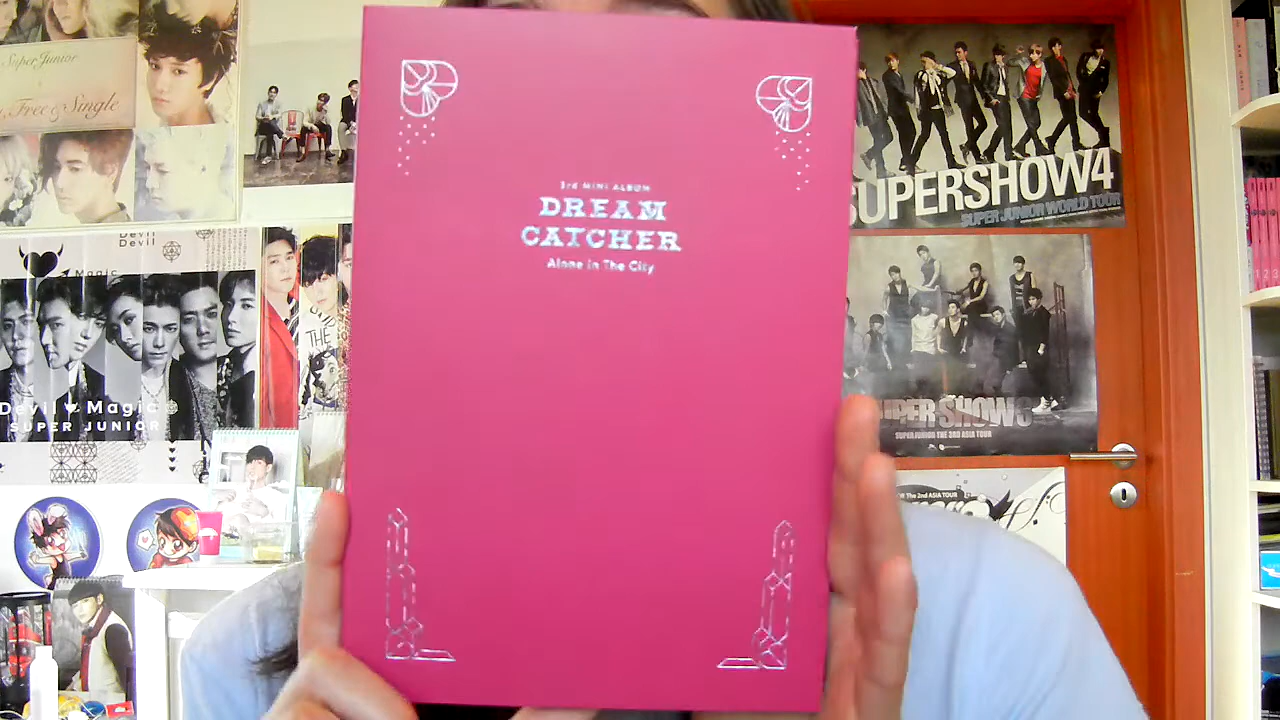 Super Junior
Free & Single
Devil
Devil
Magic
Devil Magic
SUPER JUNIOR
THE
3rd MINI ALBUM
DREAM
CATCHER
Alone In The City
SUPERSHOW4
SUPER JUNIOR WORLD TOUR
SUPER SHOW3
SUPER JUNIOR THE 3RD ASIA TOUR
The 2nd ASIA TOUR